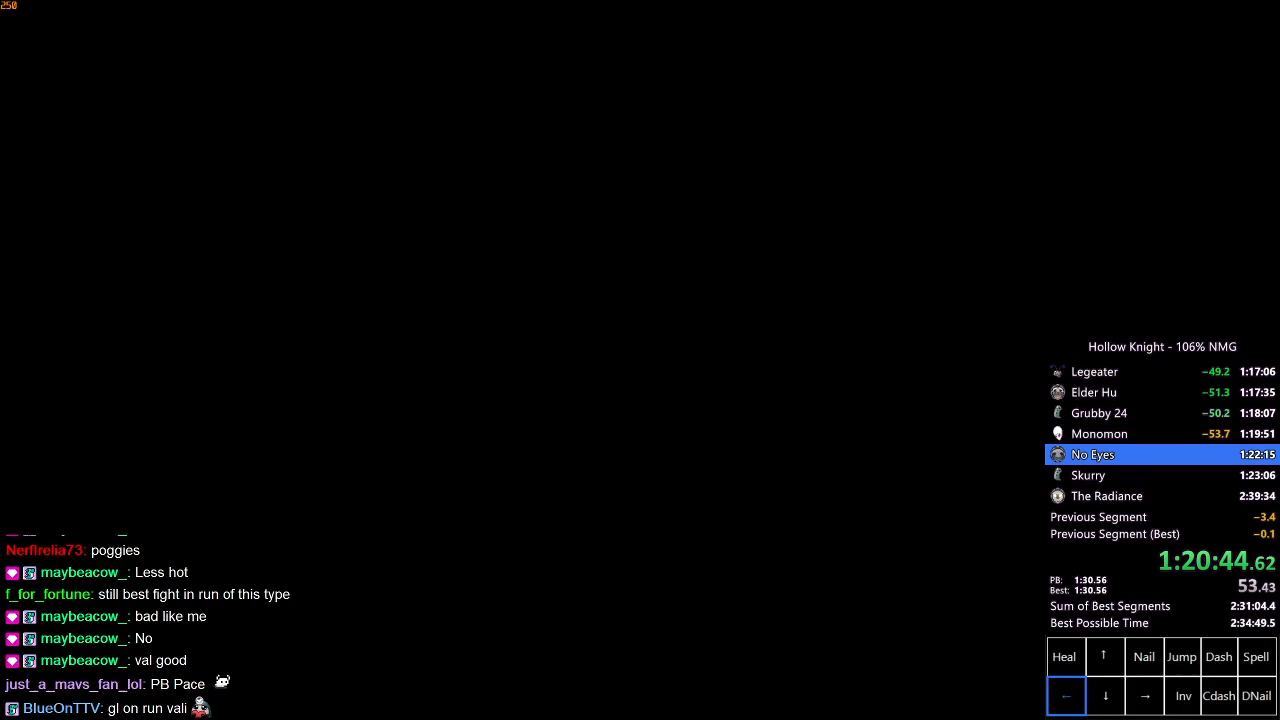 250
Hollow Knight - 106% NMG
Legeater −49.2 1:17:06
Elder Hu −51.3 1:17:35
Grubby 24 −50.2 1:18:07
Monomon −53.7 1:19:51
No Eyes 1:22:15
Skurry 1:23:06
The Radiance 2:39:34
Previous Segment −3.4
Previous Segment (Best) −0.1
1:20:44.62
PB: 1:30.56
Best: 1:30.56
53.43
Sum of Best Segments 2:31:04.4
Best Possible Time 2:34:49.5
Heal ↑ Nail Jump Dash Spell
← ↓ → Inv Cdash DNail
NerfIrelia73: poggies
maybeacow_: Less hot
f_for_fortune: still best fight in run of this type
maybeacow_: bad like me
maybeacow_: No
maybeacow_: val good
just_a_mavs_fan_lol: PB Pace
BlueOnTTV: gl on run vali